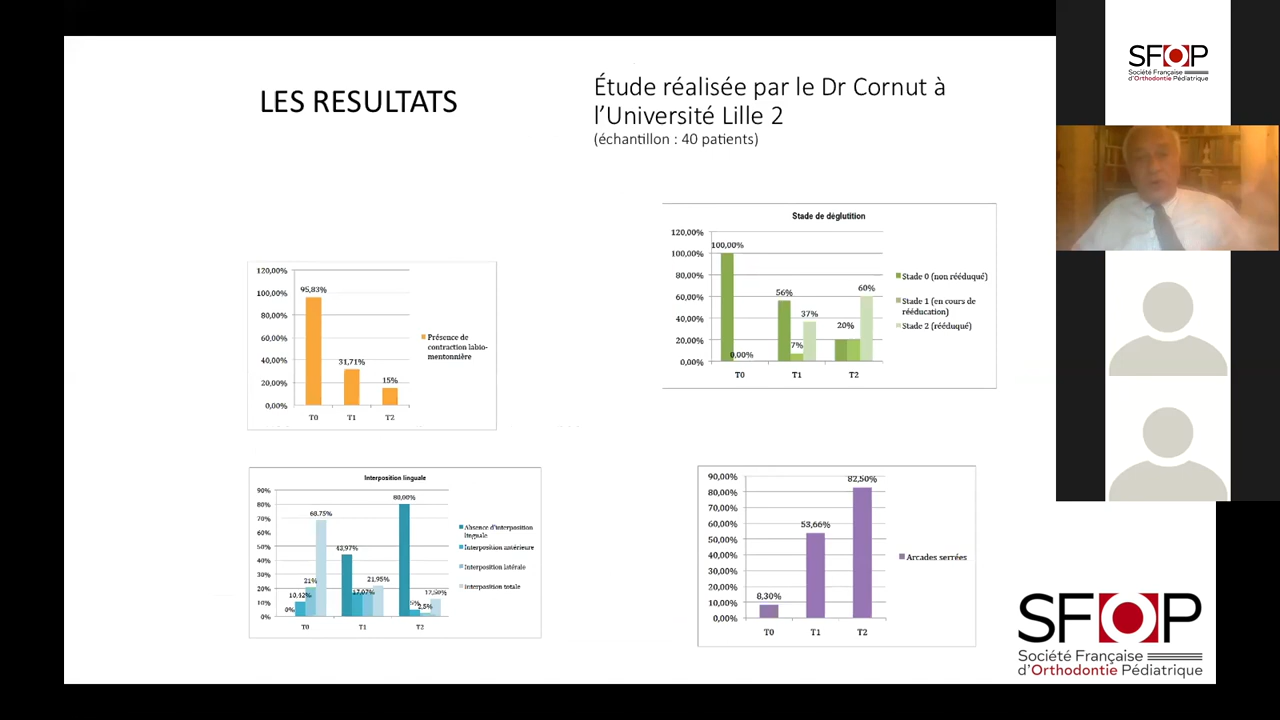 LES RESULTATS
Étude réalisée par le Dr Cornut à
l'Université Lille 2
(échantillon : 40 patients)
SFOP
Société Française
d'Orthodontie Pédiatrique
120,00%
100,00%
80,00%
60,00%
40,00%
20,00%
0,00%
95,83%
31,71%
15%
T0 T1 T2
Présence de
contraction labio-
mentonnière
Stade de déglutition
120,00%
100,00%
80,00%
60,00%
40,00%
20,00%
0,00%
100,00%
0,00%
56%
7%
37%
20%
60%
T0 T1 T2
Stade 0 (non rééduqué)
Stade 1 (en cours de
rééducation)
Stade 2 (rééduqué)
Interposition linguale
90%
80%
70%
60%
50%
40%
30%
20%
10%
0%
0%
10,42%
21%
68,75%
43,97%
17,07%
21,95%
80,00%
5%
2,5%
12,50%
T0 T1 T2
Absence d'interposition
linguale
Interposition antérieure
Interposition latérale
Interposition totale
90,00%
80,00%
70,00%
60,00%
50,00%
40,00%
30,00%
20,00%
10,00%
0,00%
8,30%
53,66%
82,50%
T0 T1 T2
Arcades serrées
SFOP
Société Française
d'Orthodontie Pédiatrique